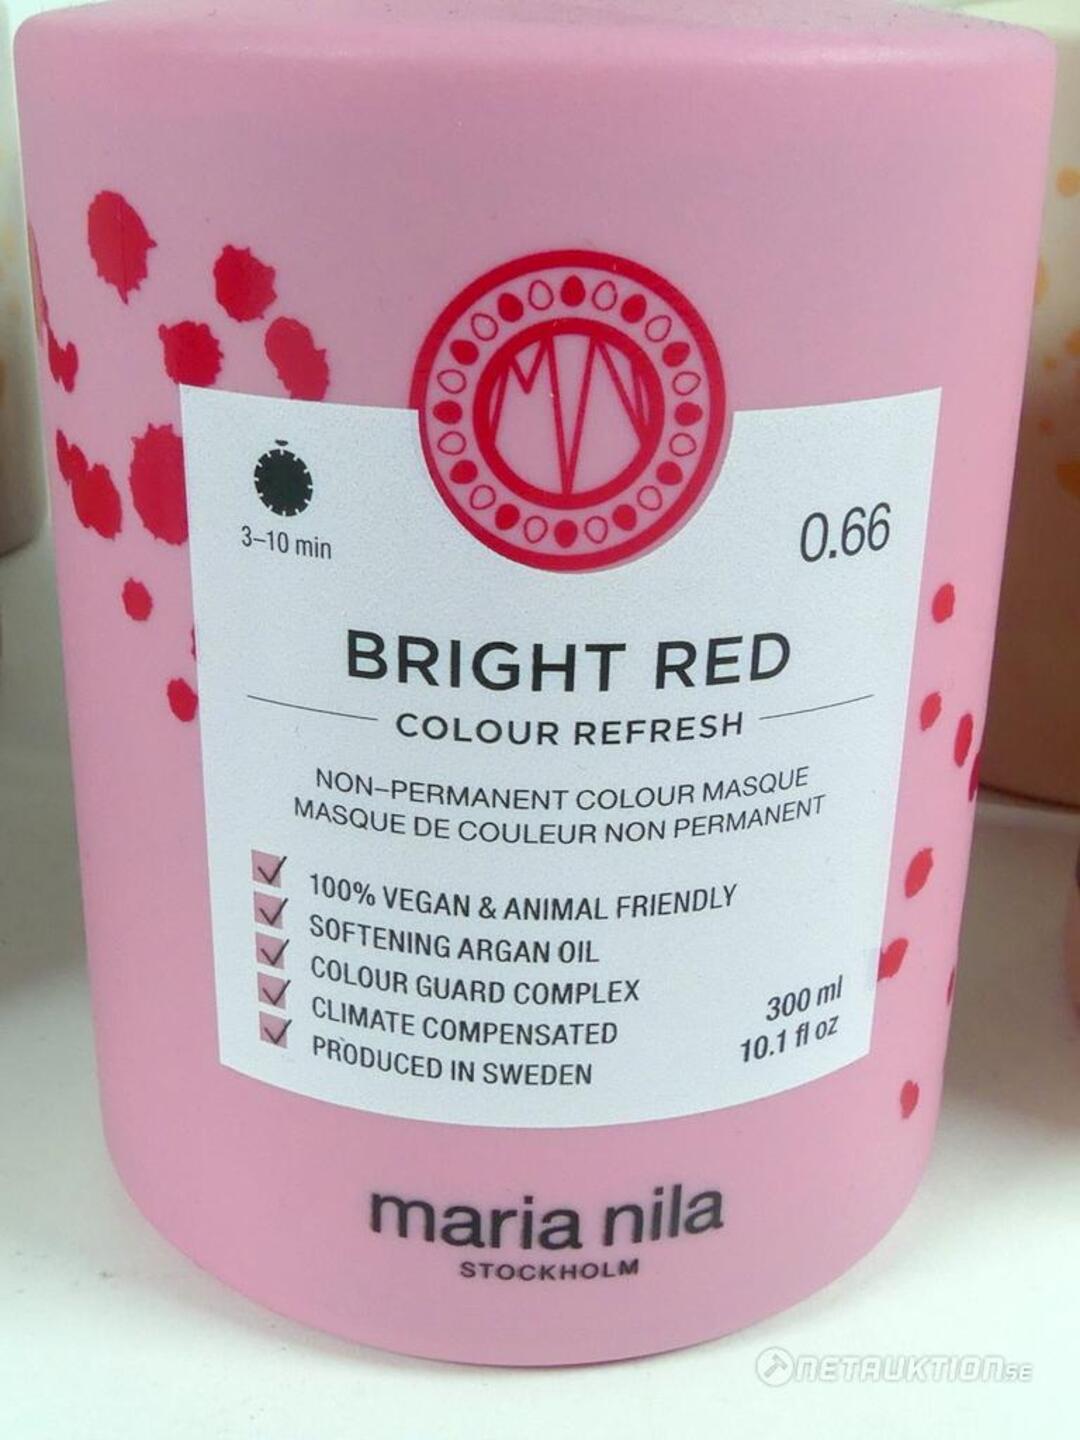 MN
3–10 min
0.66
BRIGHT RED
COLOUR REFRESH
NON–PERMANENT COLOUR MASQUE
MASQUE DE COULEUR NON PERMANENT
100% VEGAN & ANIMAL FRIENDLY
SOFTENING ARGAN OIL
COLOUR GUARD COMPLEX
CLIMATE COMPENSATED
PRODUCED IN SWEDEN
300 ml
10.1 fl oz
maria nila
STOCKHOLM
NETAUKTION.SE